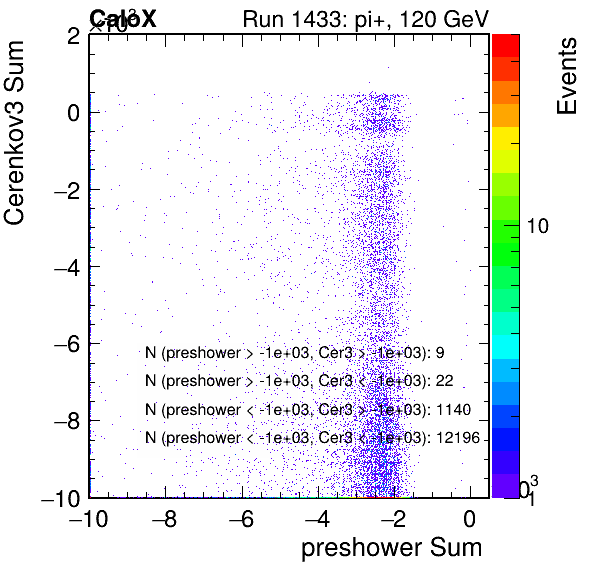 ×10³
CaloX
Run 1433: pi+, 120 GeV
Cerenkov3 Sum
Events
2
0
−2
−4
−6
−8
−10
10
1
N (preshower > -1e+03, Cer3 > -1e+03): 9
N (preshower > -1e+03, Cer3 < -1e+03): 22
N (preshower < -1e+03, Cer3 > -1e+03): 1140
N (preshower < -1e+03, Cer3 < -1e+03): 12196
−10 −8 −6 −4 −2 0
preshower Sum